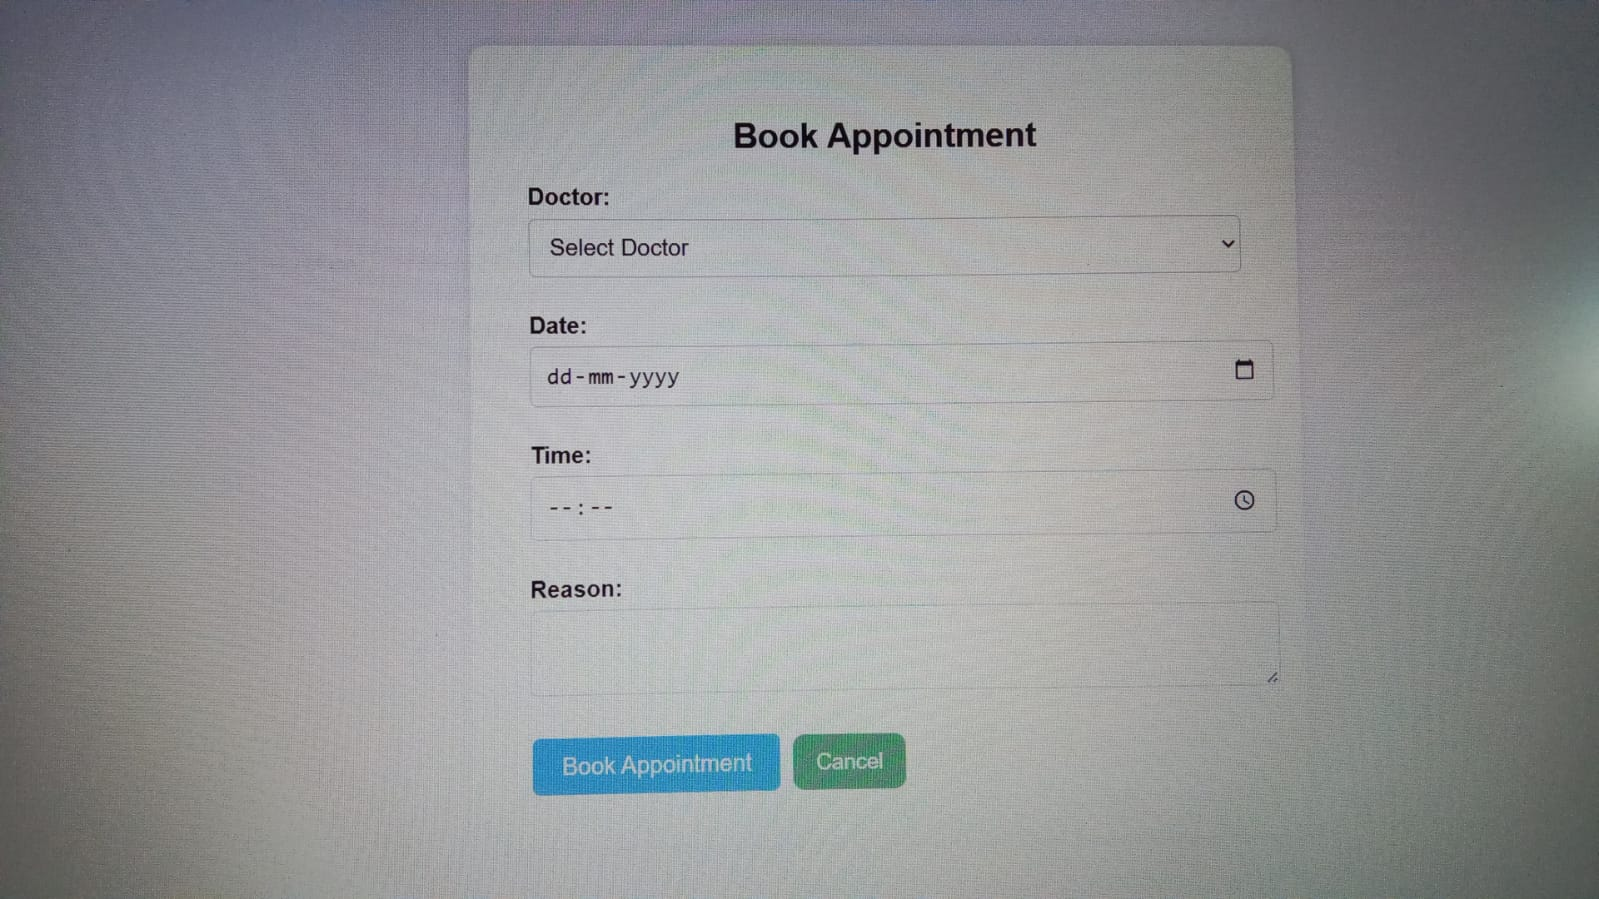 Book Appointment
Doctor:
Select Doctor
Date:
dd-mm-yyyy
Time:
--:--
Reason:
Book Appointment Cancel